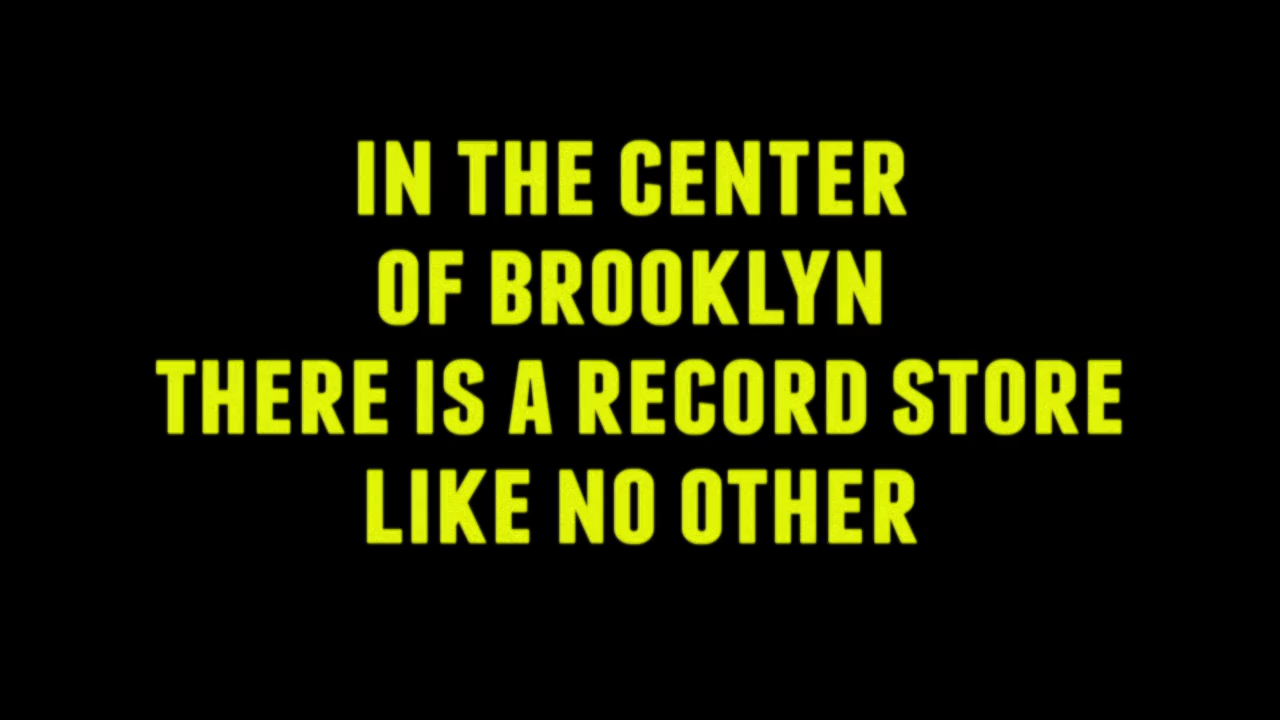 IN THE CENTER
OF BROOKLYN
THERE IS A RECORD STORE
LIKE NO OTHER